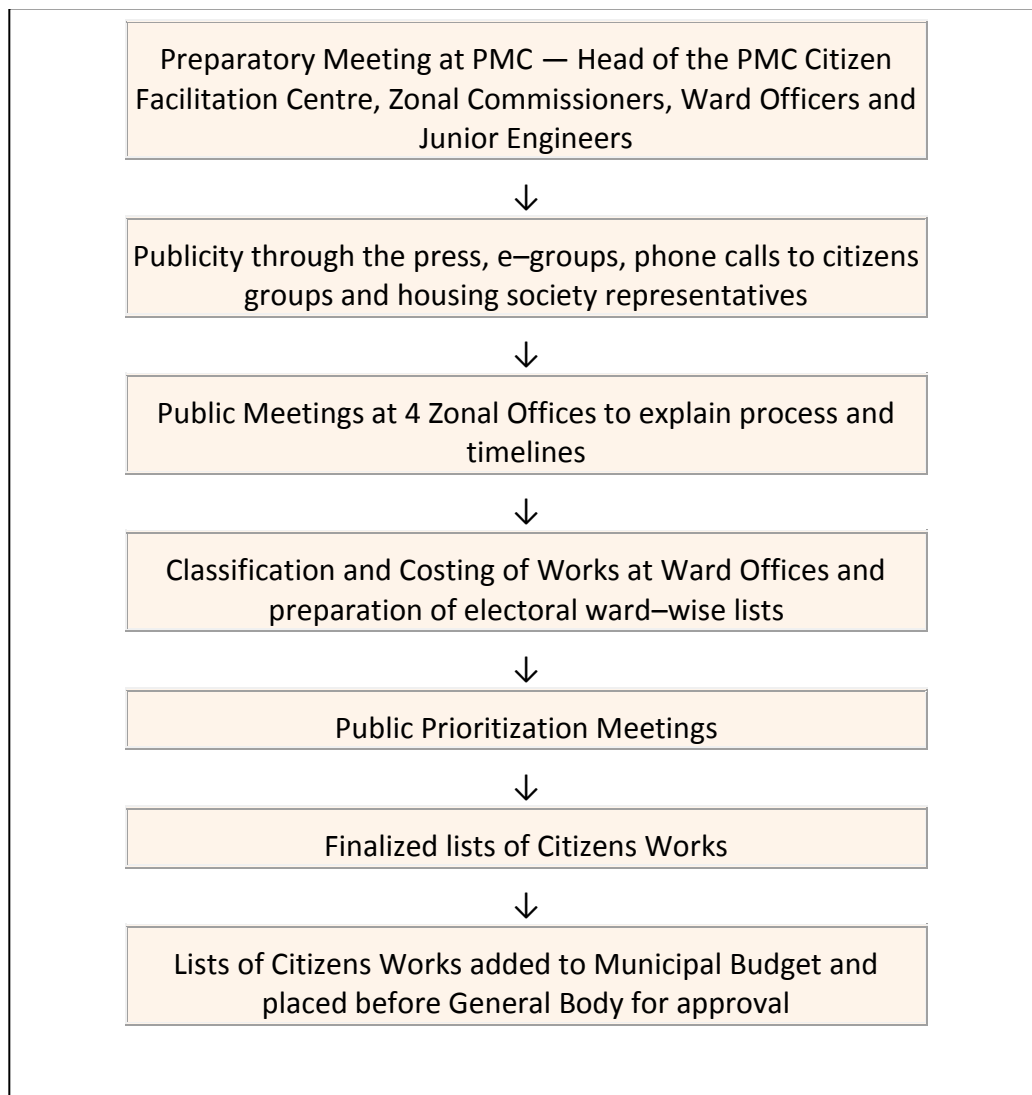 Preparatory Meeting at PMC — Head of the PMC Citizen
Facilitation Centre, Zonal Commissioners, Ward Officers and
Junior Engineers
↓
Publicity through the press, e–groups, phone calls to citizens
groups and housing society representatives
↓
Public Meetings at 4 Zonal Offices to explain process and
timelines
↓
Classification and Costing of Works at Ward Offices and
preparation of electoral ward–wise lists
↓
Public Prioritization Meetings
↓
Finalized lists of Citizens Works
↓
Lists of Citizens Works added to Municipal Budget and
placed before General Body for approval